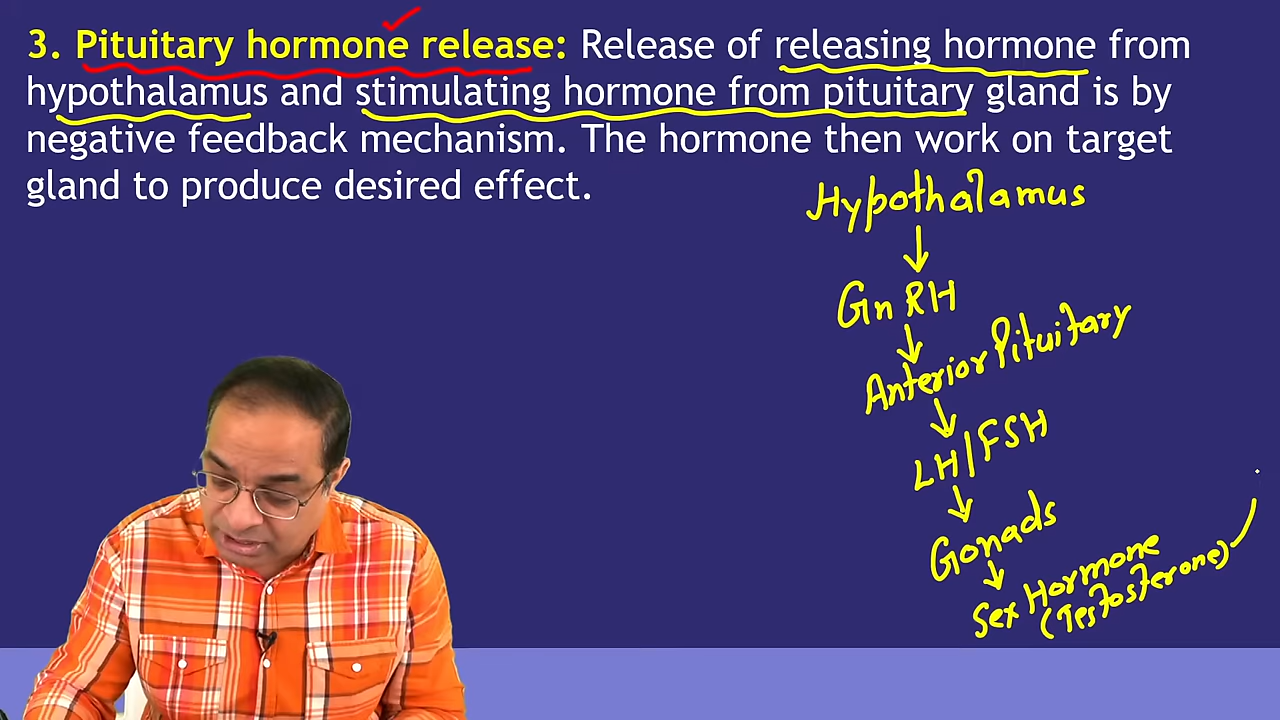 3. Pituitary hormone release: Release of releasing hormone from
hypothalamus and stimulating hormone from pituitary gland is by
negative feedback mechanism. The hormone then work on target
gland to produce desired effect.
Hypothalamus
GnRH
Anterior Pituitary
LH/FSH
Gonads
Sex Hormone
(Testosterone)